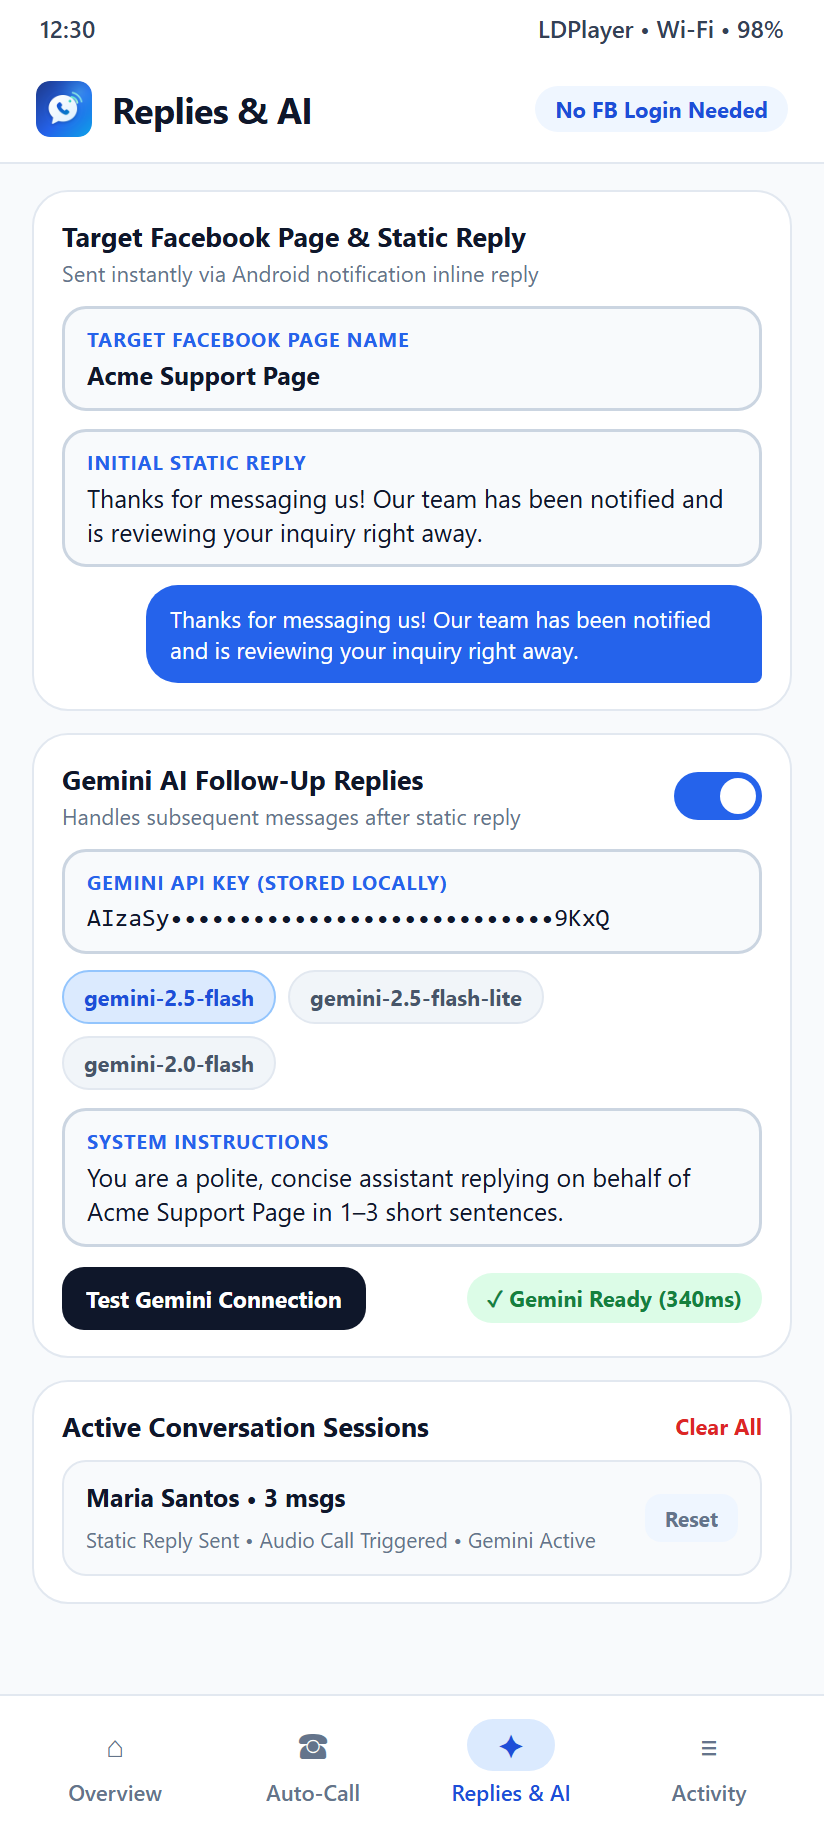 12:30
LDPlayer • Wi-Fi • 98%
Replies & AI
No FB Login Needed
Target Facebook Page & Static Reply
Sent instantly via Android notification inline reply
TARGET FACEBOOK PAGE NAME
Acme Support Page
INITIAL STATIC REPLY
Thanks for messaging us! Our team has been notified and
is reviewing your inquiry right away.
Thanks for messaging us! Our team has been notified
and is reviewing your inquiry right away.
Gemini AI Follow-Up Replies
Handles subsequent messages after static reply
GEMINI API KEY (STORED LOCALLY)
AIzaSy••••••••••••••••••••••••••••9KxQ
gemini-2.5-flash
gemini-2.5-flash-lite
gemini-2.0-flash
SYSTEM INSTRUCTIONS
You are a polite, concise assistant replying on behalf of
Acme Support Page in 1–3 short sentences.
Test Gemini Connection
✓ Gemini Ready (340ms)
Active Conversation Sessions
Clear All
Maria Santos • 3 msgs
Static Reply Sent • Audio Call Triggered • Gemini Active
Reset
Overview
Auto-Call
Replies & AI
Activity